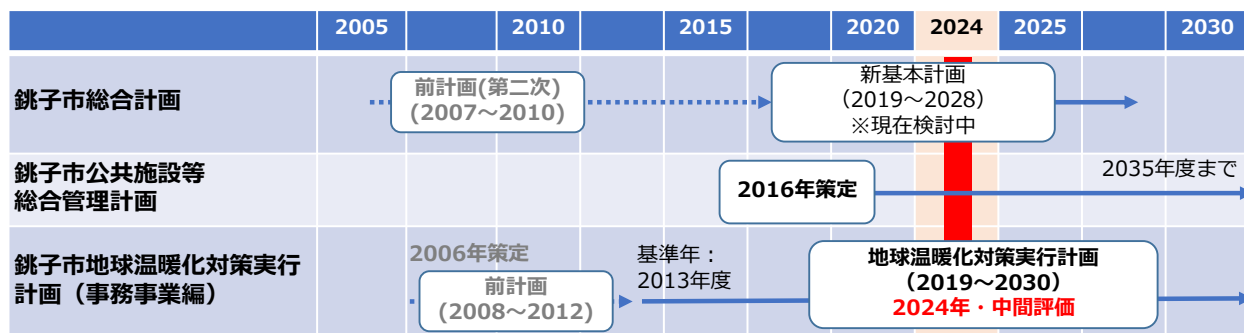 2005 2010 2015 2020 2024 2025 2030
銚子市総合計画
前計画(第二次)
(2007～2010)
新基本計画
（2019～2028）
※現在検討中
銚子市公共施設等
総合管理計画
2016年策定
2035年度まで
銚子市地球温暖化対策実行
計画（事務事業編）
2006年策定
前計画
(2008～2012)
基準年：
2013年度
地球温暖化対策実行計画
（2019～2030）
2024年・中間評価